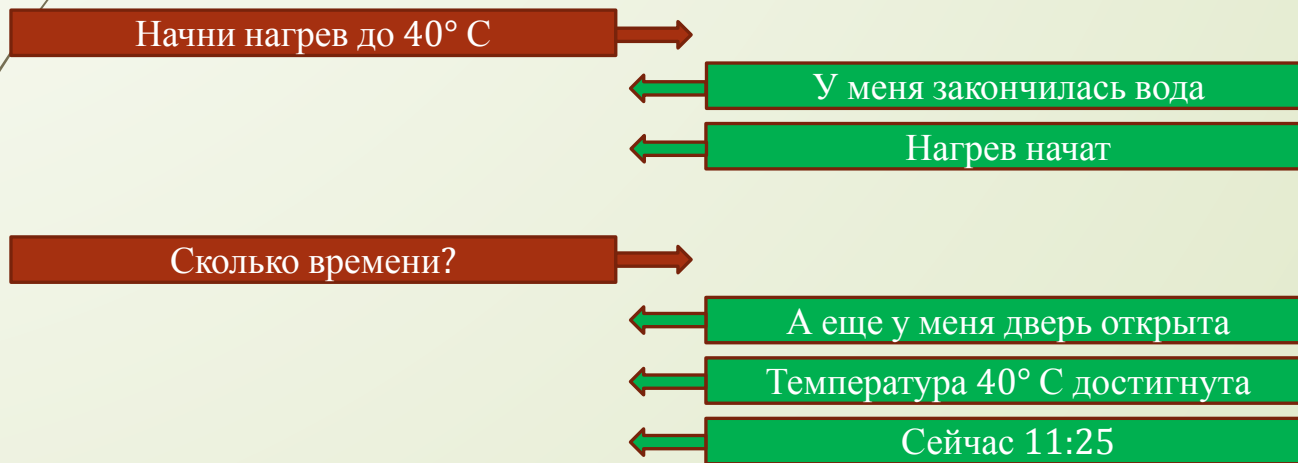 Начни нагрев до 40° С
У меня закончилась вода
Нагрев начат
Сколько времени?
А еще у меня дверь открыта
Температура 40° С достигнута
Сейчас 11:25